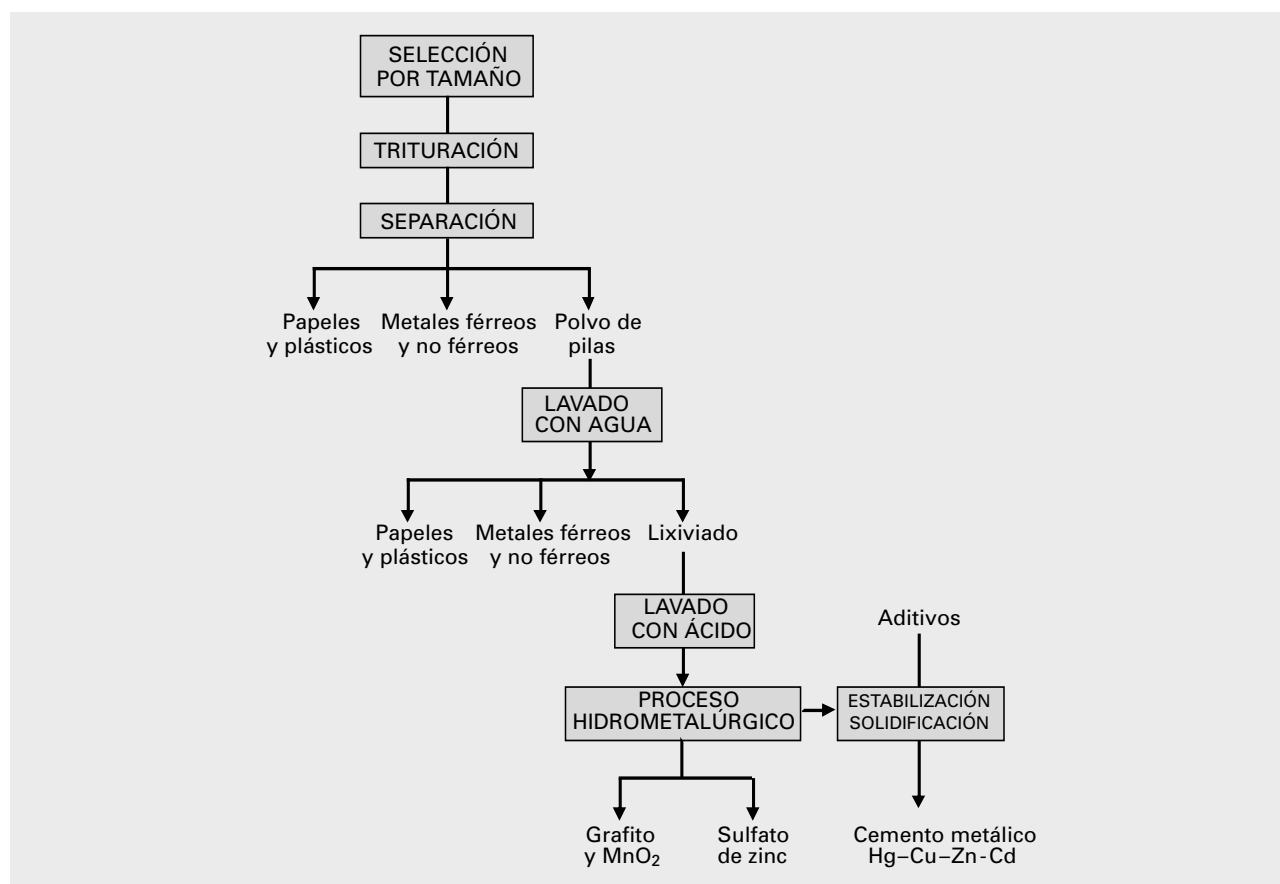 SELECCIÓN
POR TAMAÑO
TRITURACIÓN
SEPARACIÓN
Papeles
y plásticos
Metales férreos
y no férreos
Polvo de
pilas
LAVADO
CON AGUA
Papeles
y plásticos
Metales férreos
y no férreos
Lixiviado
LAVADO
CON ÁCIDO
Aditivos
PROCESO
HIDROMETALÚRGICO
ESTABILIZACIÓN
SOLIDIFICACIÓN
Grafito
y MnO₂
Sulfato
de zinc
Cemento metálico
Hg–Cu–Zn-Cd